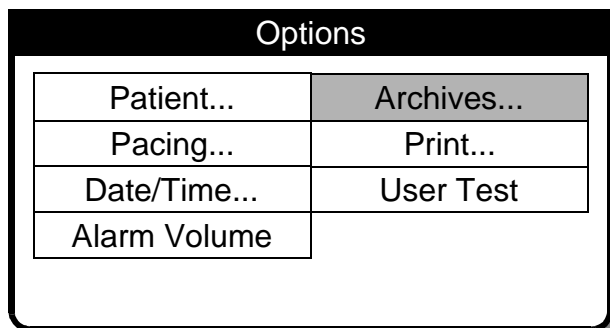 Options
Patient... Archives...
Pacing... Print...
Date/Time... User Test
Alarm Volume